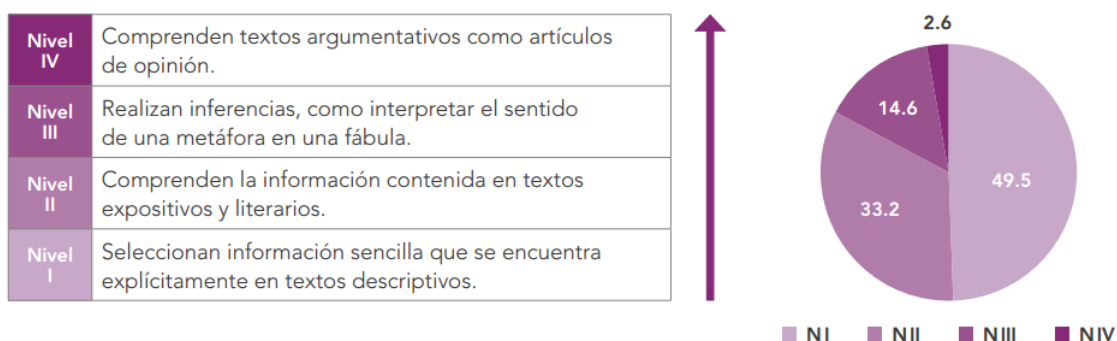 Nivel
IV
Comprenden textos argumentativos como artículos
de opinión.
Nivel
III
Realizan inferencias, como interpretar el sentido
de una metáfora en una fábula.
Nivel
II
Comprenden la información contenida en textos
expositivos y literarios.
Nivel
I
Seleccionan información sencilla que se encuentra
explícitamente en textos descriptivos.
2.6
14.6
49.5
33.2
NI NII NIII NIV